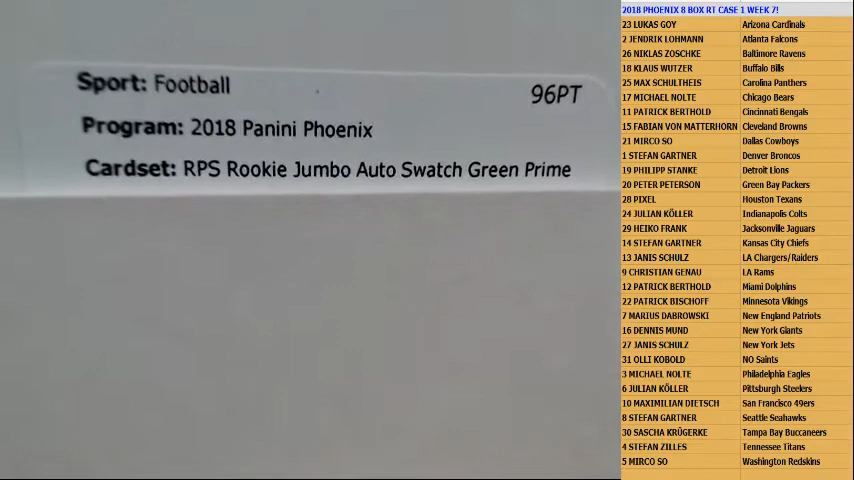 Sport: Football
96PT
Program: 2018 Panini Phoenix
Cardset: RPS Rookie Jumbo Auto Swatch Green Prime
2018 PHOENIX 8 BOX RT CASE 1 WEEK 7!
23 LUKAS GOY Arizona Cardinals
2 JENDRIK LOHMANN Atlanta Falcons
26 NIKLAS ZOSCHKE Baltimore Ravens
18 KLAUS WUTZER Buffalo Bills
25 MAX SCHULTHEIS Carolina Panthers
17 MICHAEL NOLTE Chicago Bears
11 PATRICK BERTHOLD Cincinnati Bengals
15 FABIAN VON MATTERHORN Cleveland Browns
21 MIRCO SO Dallas Cowboys
1 STEFAN GARTNER Denver Broncos
19 PHILIPP STANKE Detroit Lions
20 PETER PETERSON Green Bay Packers
28 PIXEL Houston Texans
24 JULIAN KÖLLER Indianapolis Colts
29 HEIKO FRANK Jacksonville Jaguars
14 STEFAN GARTNER Kansas City Chiefs
13 JANIS SCHULZ LA Chargers/Raiders
9 CHRISTIAN GENAU LA Rams
12 PATRICK BERTHOLD Miami Dolphins
22 PATRICK BISCHOFF Minnesota Vikings
7 MARIUS DABROWSKI New England Patriots
16 DENNIS MUND New York Giants
27 JANIS SCHULZ New York Jets
31 OLLI KOBOLD NO Saints
3 MICHAEL NOLTE Philadelphia Eagles
6 JULIAN KÖLLER Pittsburgh Steelers
10 MAXIMILIAN DIETSCH San Francisco 49ers
8 STEFAN GARTNER Seattle Seahawks
30 SASCHA KRÜGERKE Tampa Bay Buccaneers
4 STEFAN ZILLES Tennessee Titans
5 MIRCO SO Washington Redskins